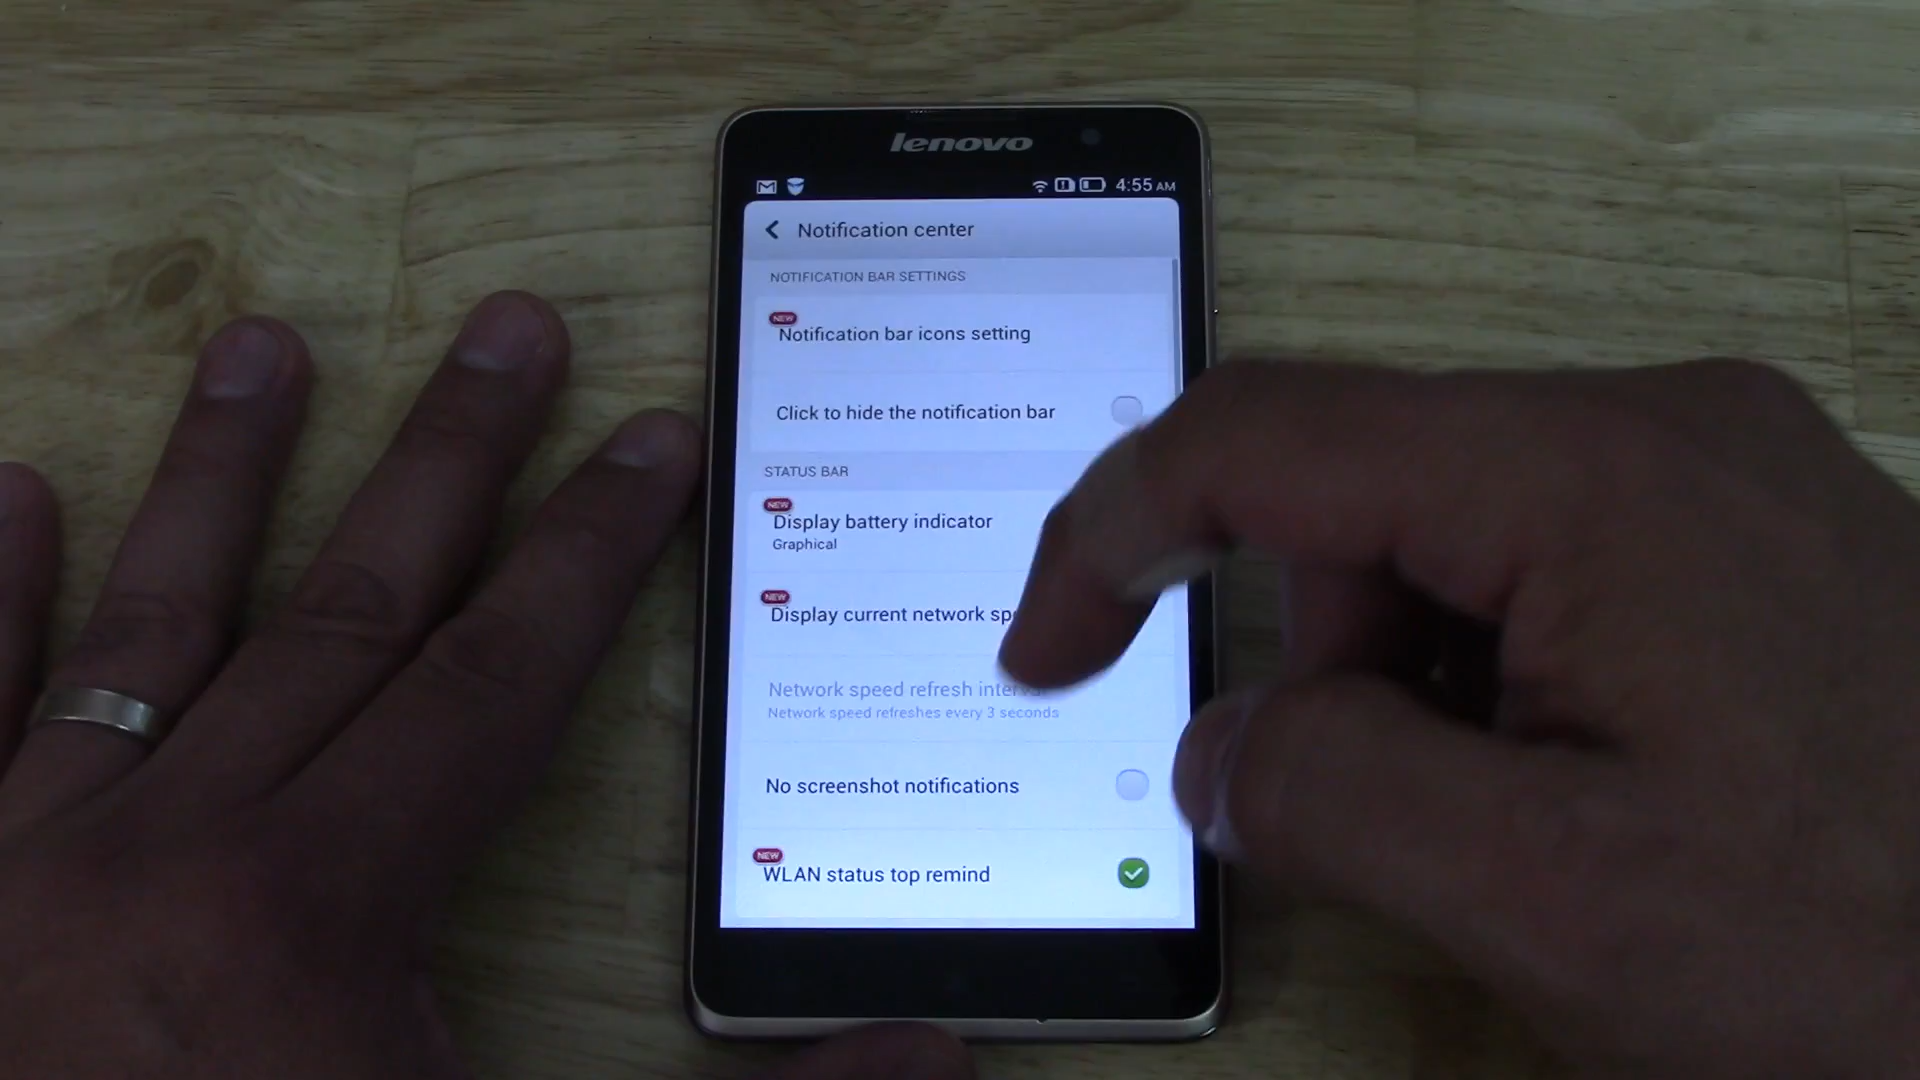 lenovo
4:55 AM
Notification center
NOTIFICATION BAR SETTINGS
NEW
Notification bar icons setting
Click to hide the notification bar
STATUS BAR
NEW
Display battery indicator
Graphical
NEW
Display current network
Network speed refresh
Network speed refreshes every 3 seconds
No screenshot notifications
NEW
WLAN status top remind